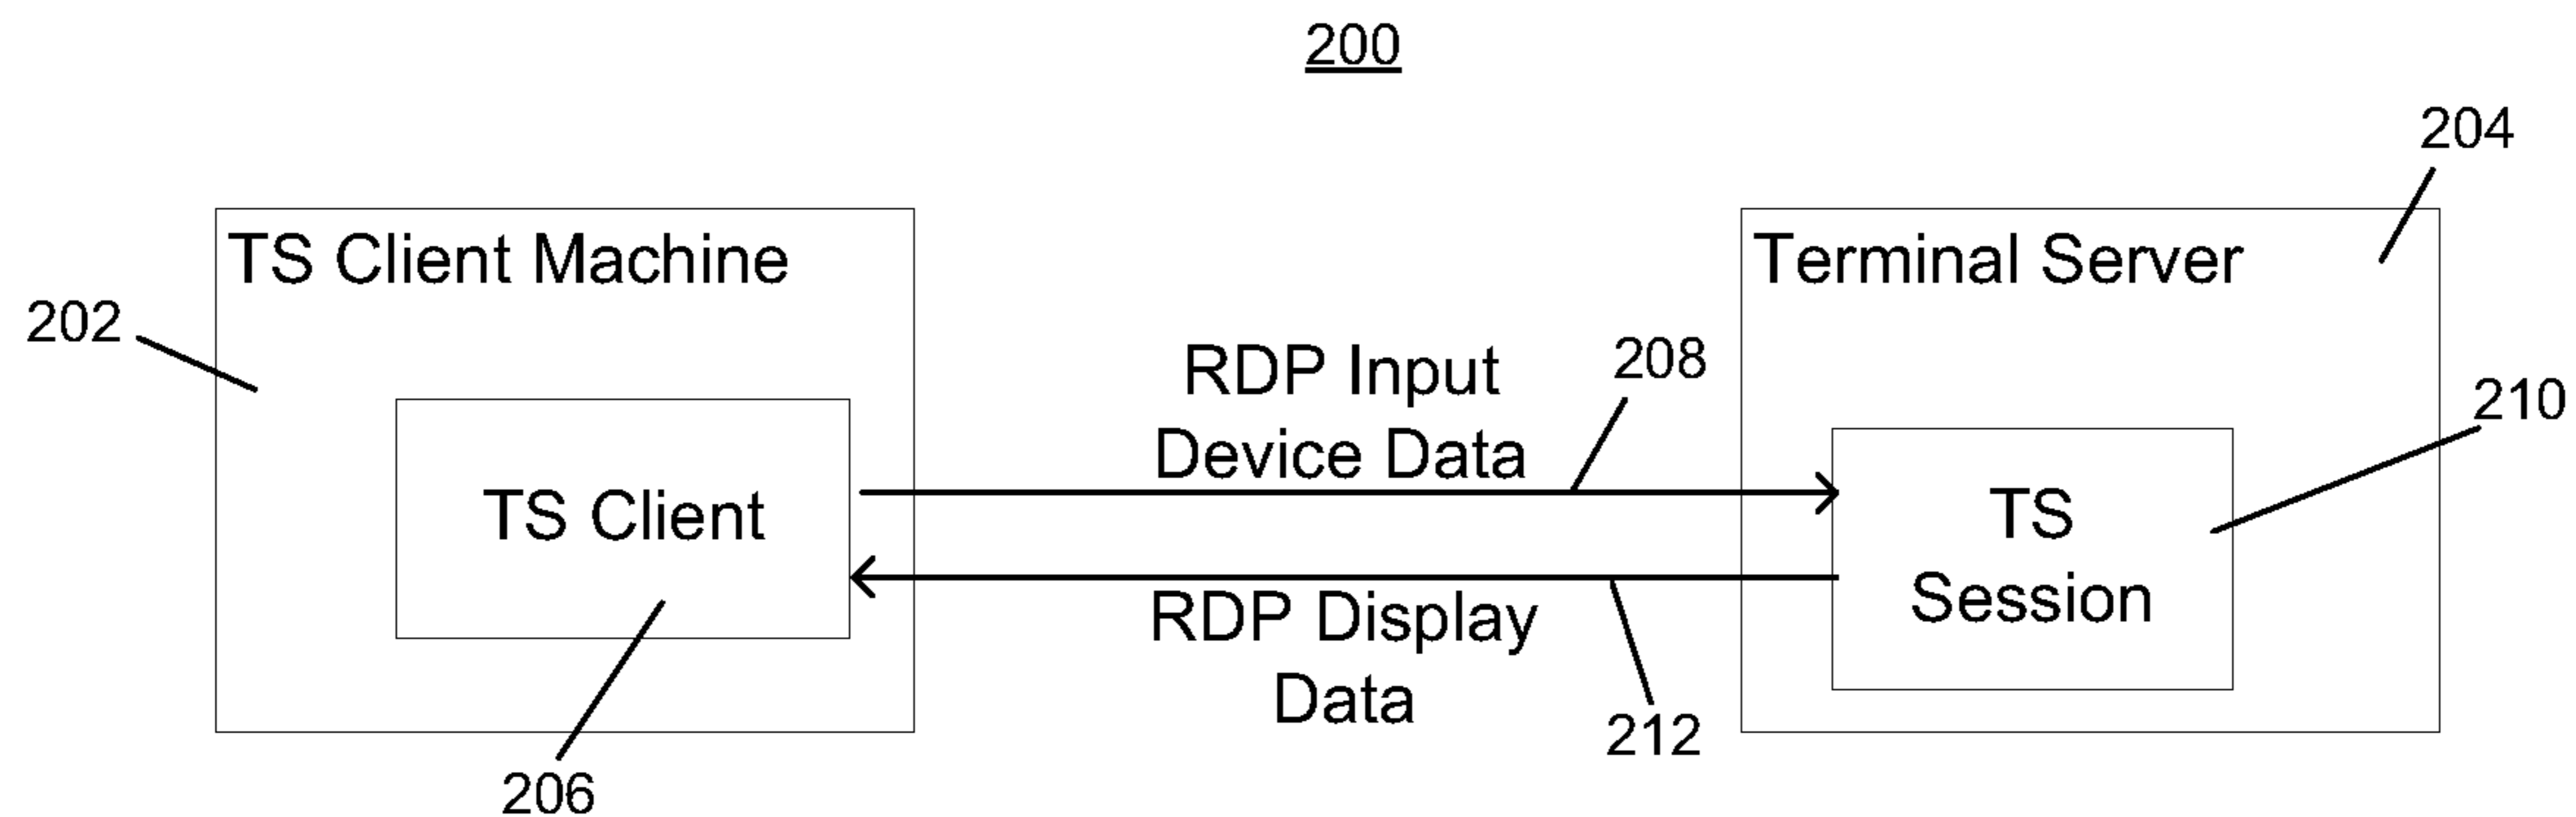 200
204
TS Client Machine
Terminal Server
202
RDP Input
Device Data
208
210
TS Client
TS
Session
RDP Display
Data
212
206